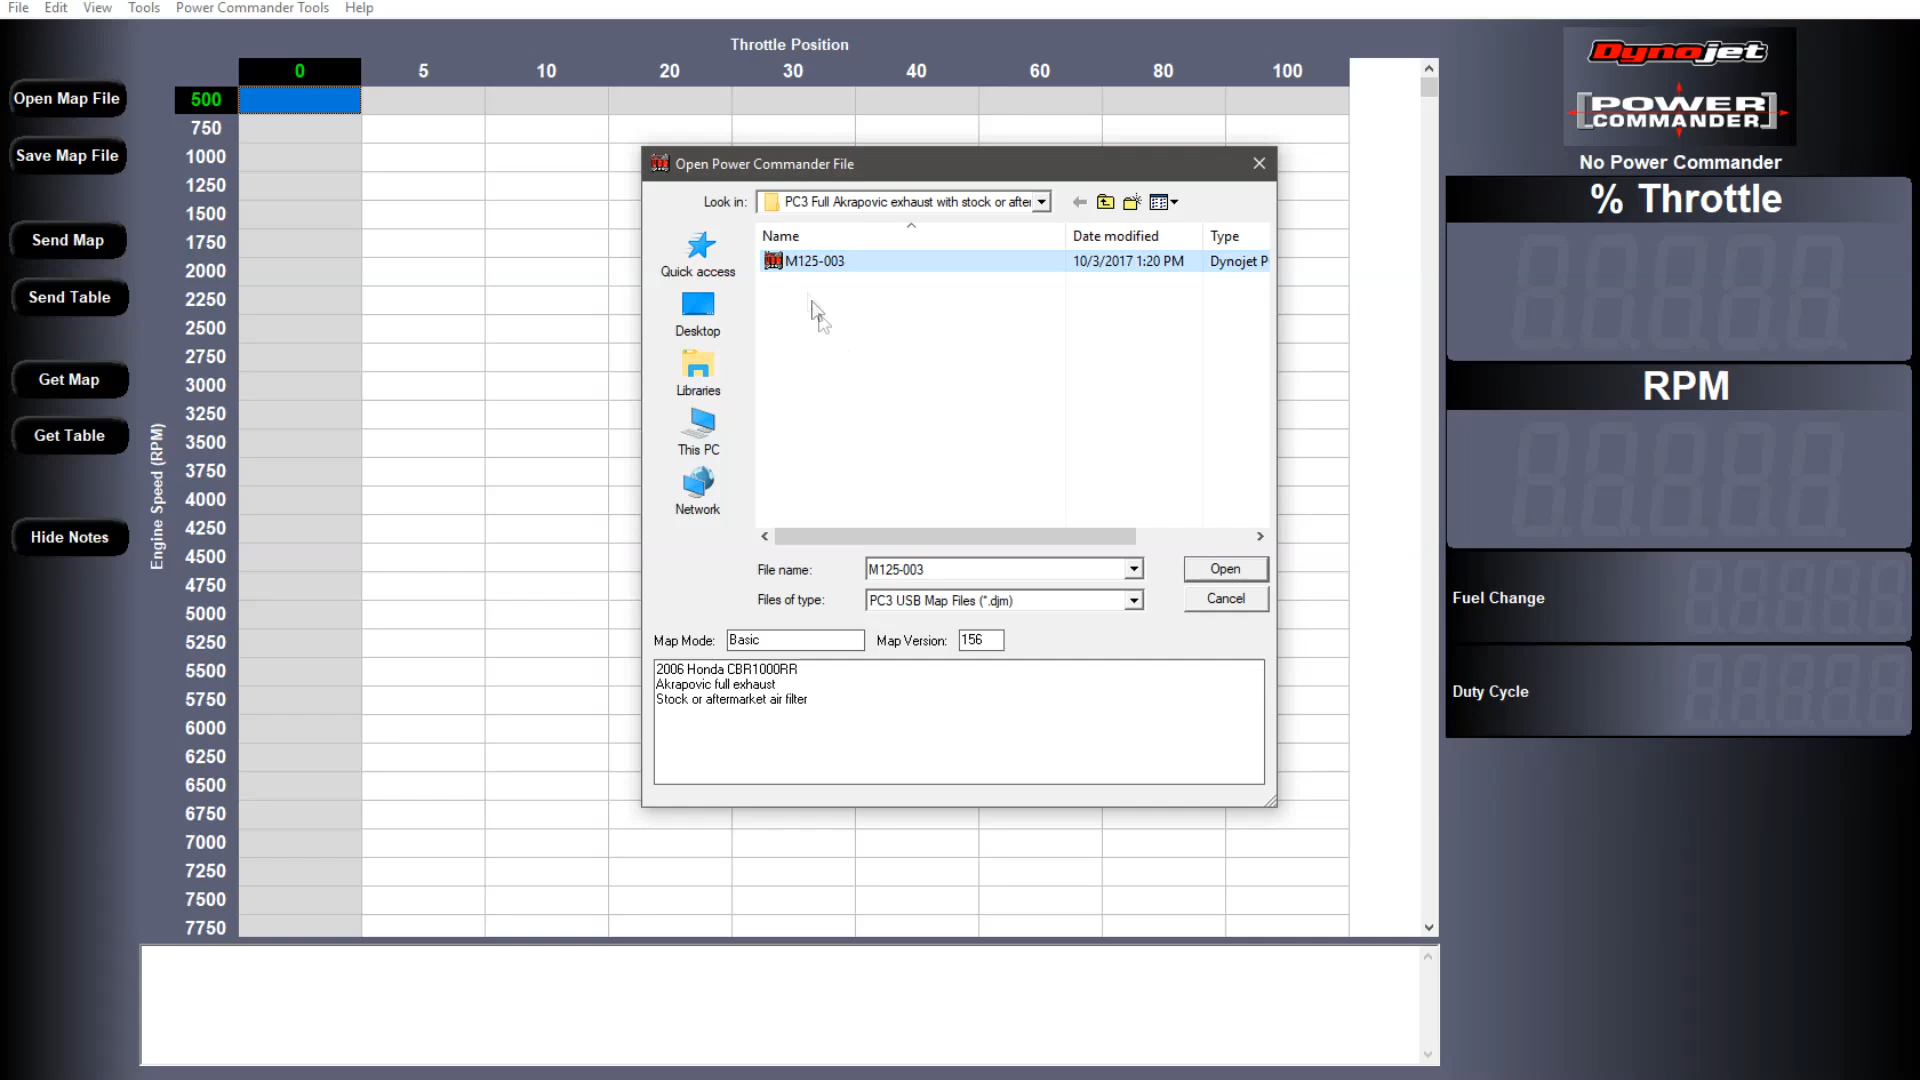 File Edit View Tools Power Commander Tools Help
Throttle Position
0 5 10 20 30 40 60 80 100
Open Map File
Save Map File
Send Map
Send Table
Get Map
Get Table
Hide Notes
Engine Speed (RPM)
500
750
1000
1250
1500
1750
2000
2250
2500
2750
3000
3250
3500
3750
4000
4250
4500
4750
5000
5250
5500
5750
6000
6250
6500
6750
7000
7250
7500
7750
Open Power Commander File
Look in: PC3 Full Akrapovic exhaust with stock or after
Name Date modified Type
M125-003 10/3/2017 1:20 PM Dynojet P
Quick access
Desktop
Libraries
This PC
Network
File name: M125-003 Open
Files of type: PC3 USB Map Files (*.djm) Cancel
Map Mode: Basic Map Version: 156
2006 Honda CBR1000RR
Akrapovic full exhaust
Stock or aftermarket air filter
Dynojet
POWER
COMMANDER
No Power Commander
% Throttle
RPM
Fuel Change
Duty Cycle